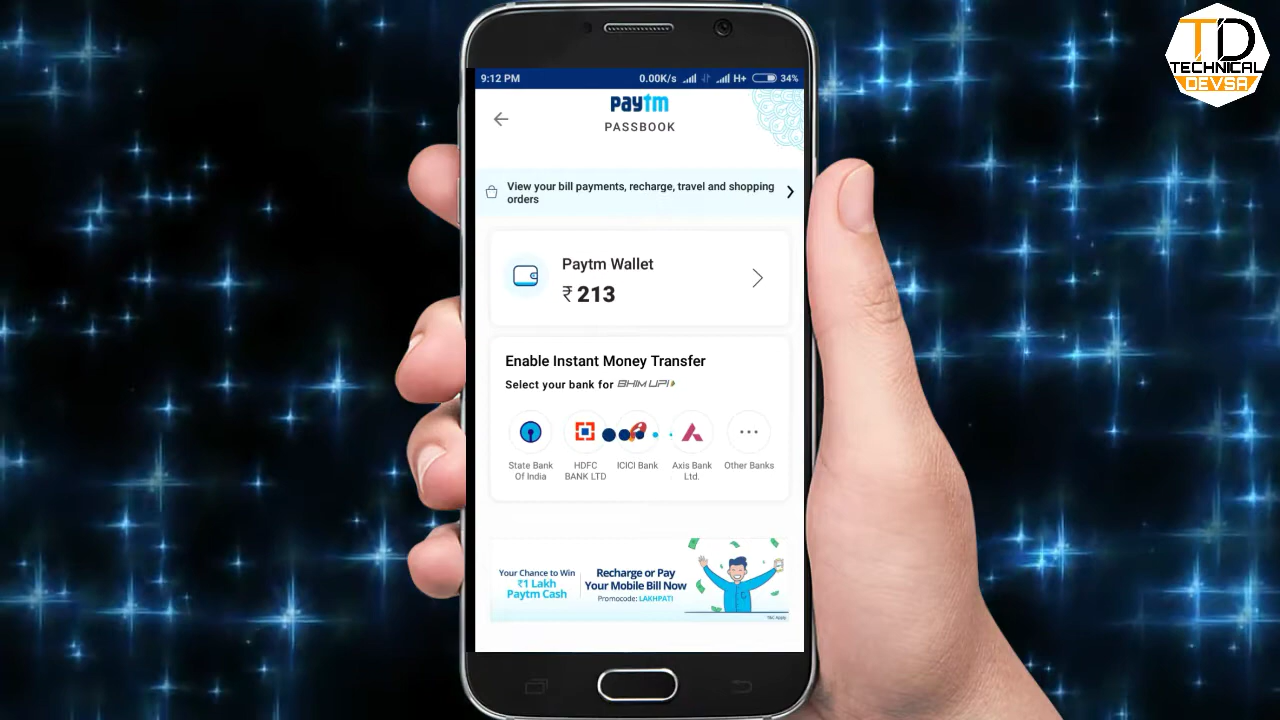 TD
TECHNICAL
DEVSA
9:12 PM 0.00K/s H+ 34%
paytm
PASSBOOK
View your bill payments, recharge, travel and shopping
orders
Paytm Wallet
₹ 213
Enable Instant Money Transfer
Select your bank for BHIM UPI
State Bank
Of India
HDFC
BANK LTD
ICICI Bank
Axis Bank
Ltd.
Other Banks
Your Chance to Win
₹1 Lakh
Paytm Cash
Recharge or Pay
Your Mobile Bill Now
Promocode: LAKHPATI
T&C Apply